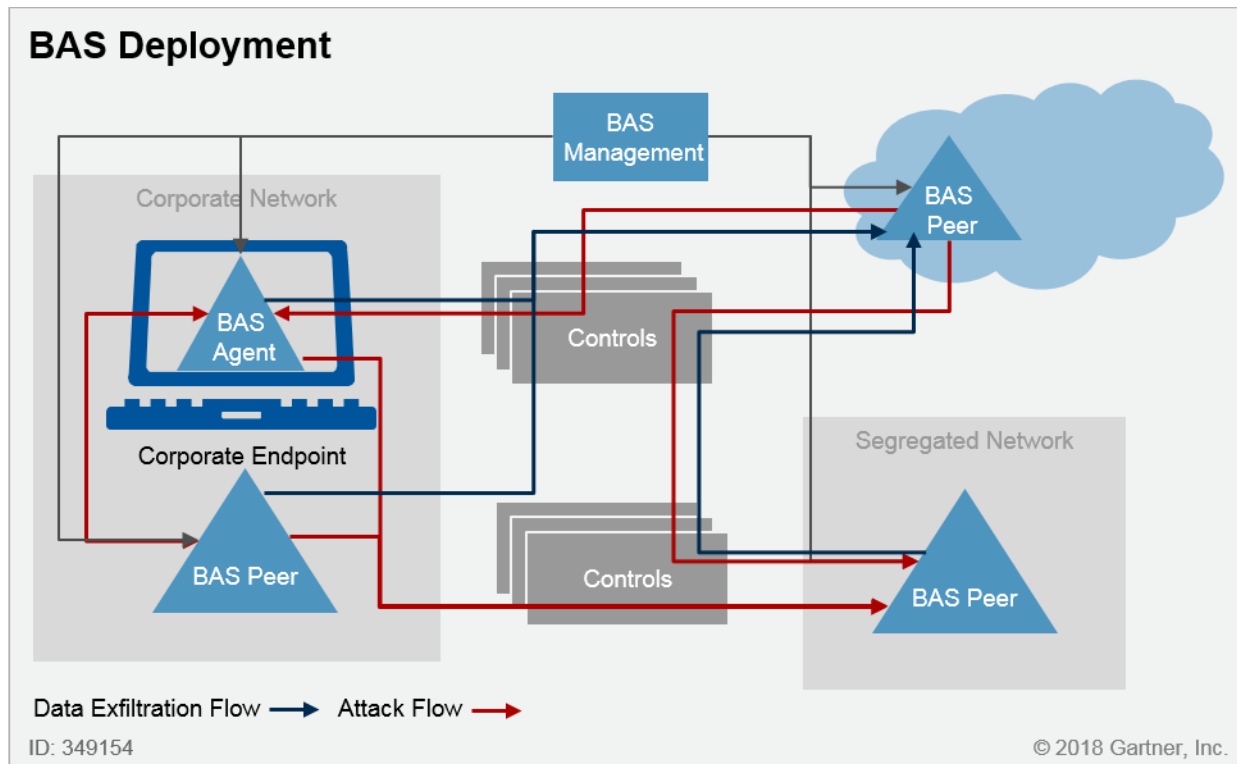 BAS Deployment
BAS
Management
Corporate Network
BAS
Peer
BAS
Agent
Controls
Corporate Endpoint
Segregated Network
BAS Peer
Controls
BAS Peer
Data Exfiltration Flow
Attack Flow
ID: 349154
© 2018 Gartner, Inc.